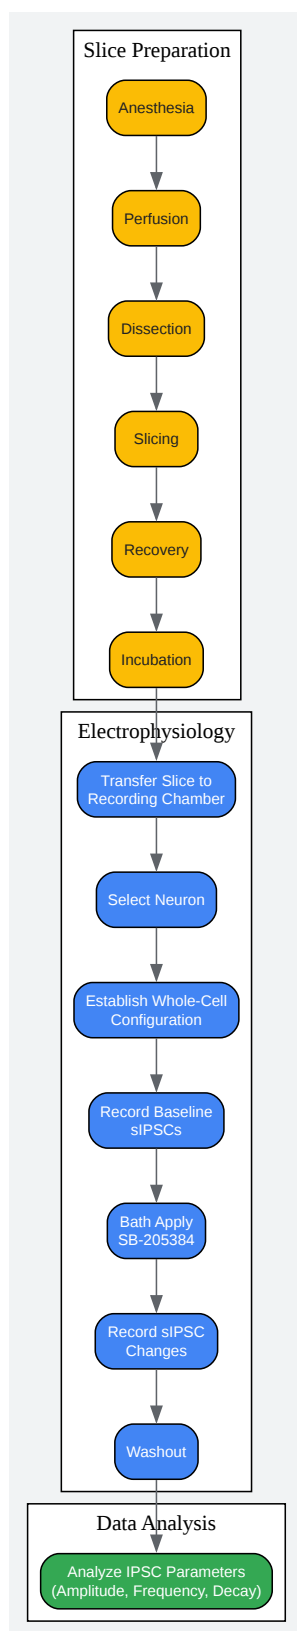 Slice Preparation
Anesthesia
Perfusion
Dissection
Slicing
Recovery
Incubation
Electrophysiology
Transfer Slice to
Recording Chamber
Select Neuron
Establish Whole-Cell
Configuration
Record Baseline
sIPSCs
Bath Apply
SB-205384
Record sIPSC
Changes
Washout
Data Analysis
Analyze IPSC Parameters
(Amplitude, Frequency, Decay)